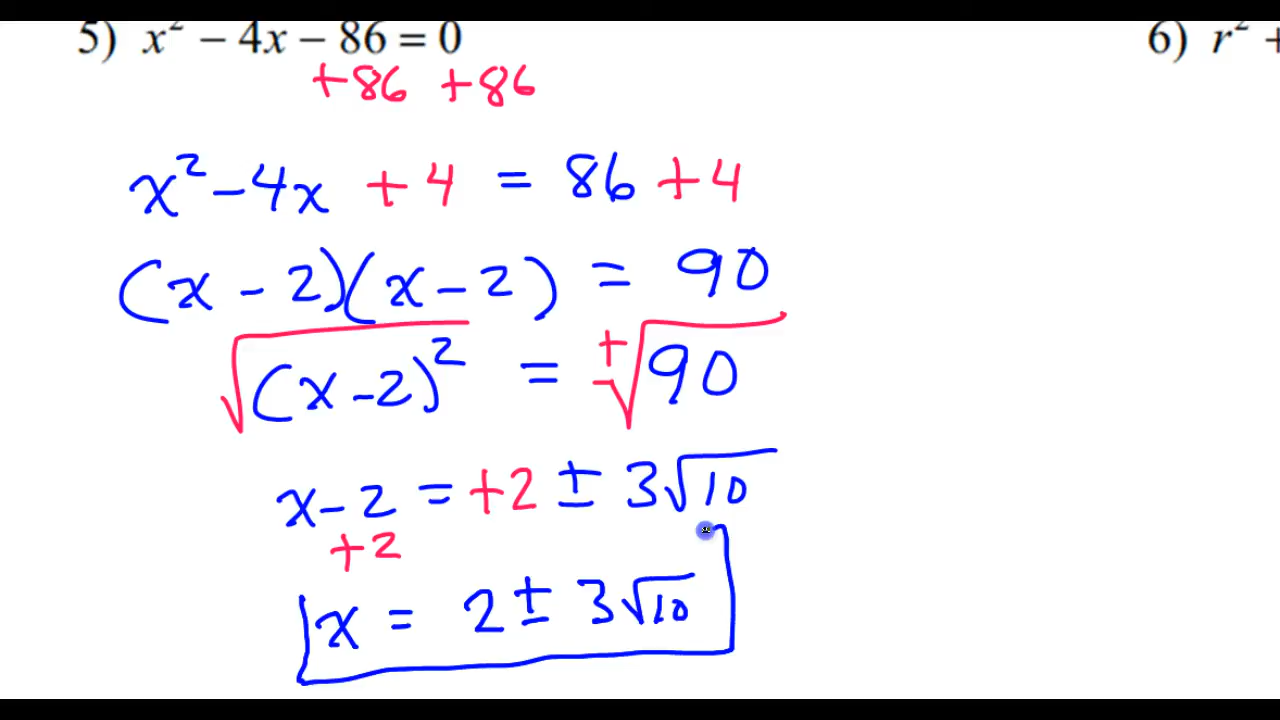 5) x² − 4x − 86 = 0
6) r² +
+86 +86
x² − 4x + 4 = 86 + 4
(x − 2)(x − 2) = 90
√(x − 2)² = ±√90
x − 2 = +2 ± 3√10
+2
x = 2 ± 3√10